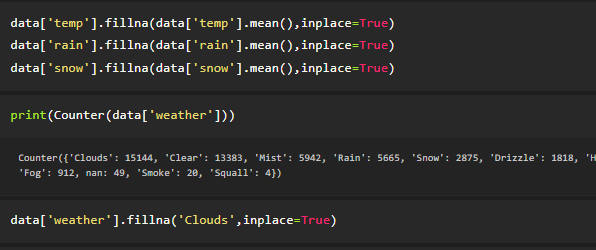 data['temp'].fillna(data['temp'].mean(),inplace=True)
data['rain'].fillna(data['rain'].mean(),inplace=True)
data['snow'].fillna(data['snow'].mean(),inplace=True)
print(Counter(data['weather']))
Counter({'Clouds': 15144, 'Clear': 13383, 'Mist': 5942, 'Rain': 5665, 'Snow': 2875, 'Drizzle': 1818, 'H
'Fog': 912, nan: 49, 'Smoke': 20, 'Squall': 4})
data['weather'].fillna('Clouds',inplace=True)